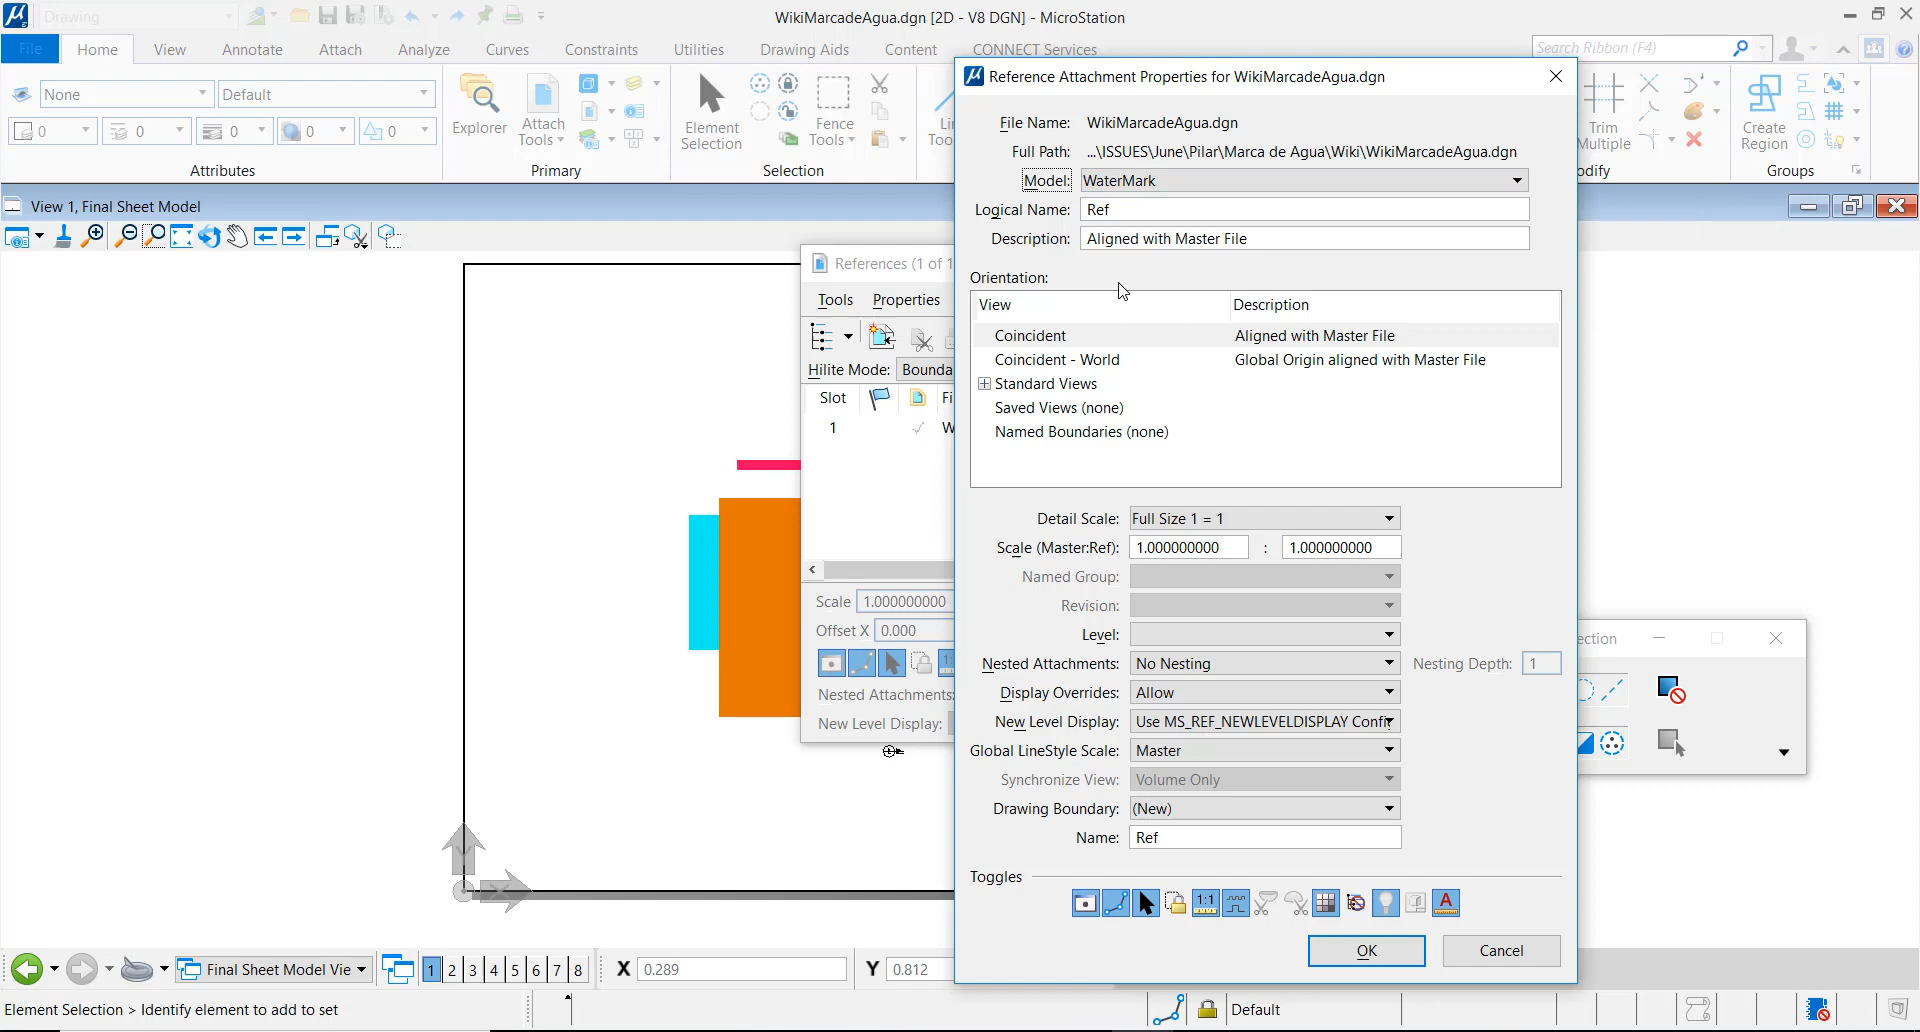 Drawing
WikiMarcadeAgua.dgn [2D - V8 DGN] - MicroStation
File Home View Annotate Attach Analyze Curves Constraints Utilities Drawing Aids Content CONNECT Services
Search Ribbon (F4)
None Default
0 0 0 0 0
Attributes
Explorer
Attach
Tools
Primary
Element
Selection
Fence
Tools
Selection
Trim
Multiple
Create
Region
Groups
View 1, Final Sheet Model
References (1 of 1
Tools Properties
Hilite Mode: Bounda
Slot Fi
1 W
Scale 1.000000000
Offset X 0.000
Nested Attachments:
New Level Display:
Reference Attachment Properties for WikiMarcadeAgua.dgn
File Name: WikiMarcadeAgua.dgn
Full Path: ...\ISSUES\June\Pilar\Marca de Agua\Wiki\WikiMarcadeAgua.dgn
Model: WaterMark
Logical Name: Ref
Description: Aligned with Master File
Orientation:
View Description
Coincident Aligned with Master File
Coincident - World Global Origin aligned with Master File
Standard Views
Saved Views (none)
Named Boundaries (none)
Detail Scale: Full Size 1 = 1
Scale (Master:Ref): 1.000000000 : 1.000000000
Named Group:
Revision:
Level:
Nested Attachments: No Nesting Nesting Depth: 1
Display Overrides: Allow
New Level Display: Use MS_REF_NEWLEVELDISPLAY Confi
Global LineStyle Scale: Master
Synchronize View: Volume Only
Drawing Boundary: (New)
Name: Ref
Toggles
1:1 A
OK Cancel
ection
Y
X
Final Sheet Model Vie 1 2 3 4 5 6 7 8 X 0.289 Y 0.812
Element Selection > Identify element to add to set
Default